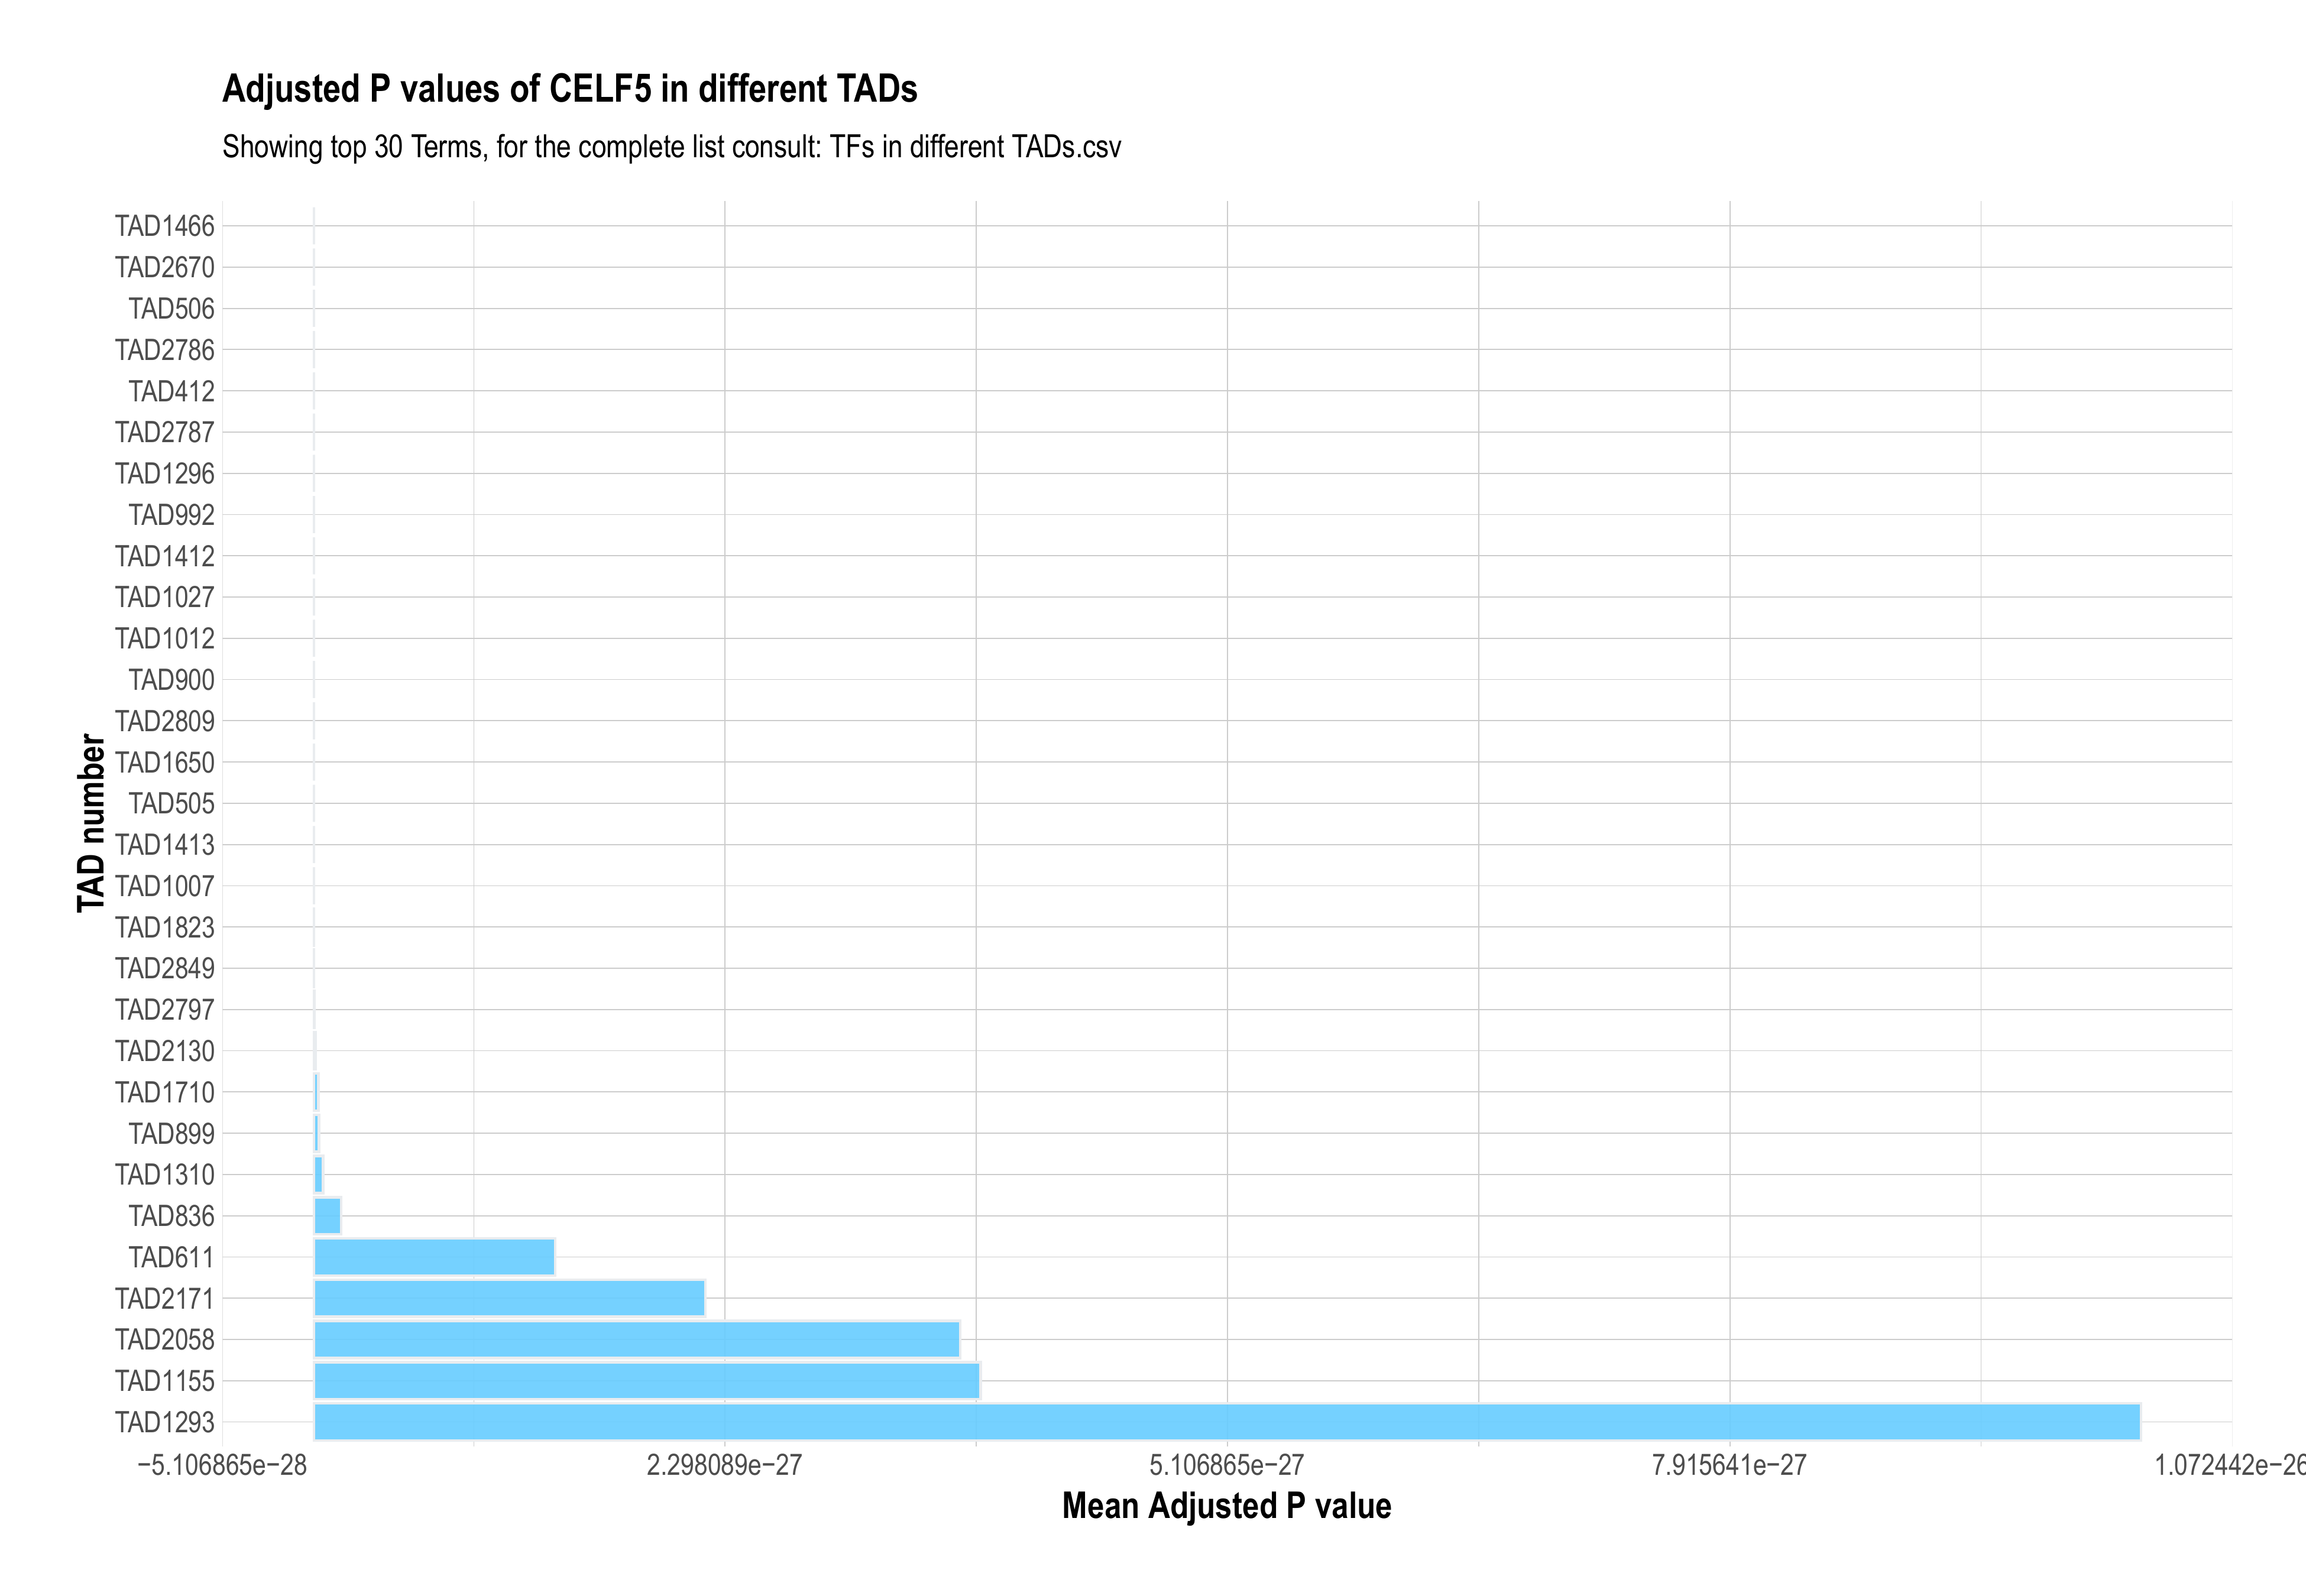 Adjusted P values of CELF5 in different TADs
Showing top 30 Terms, for the complete list consult: TFs in different TADs.csv
TAD number
TAD1466
TAD2670
TAD506
TAD2786
TAD412
TAD2787
TAD1296
TAD992
TAD1412
TAD1027
TAD1012
TAD900
TAD2809
TAD1650
TAD505
TAD1413
TAD1007
TAD1823
TAD2849
TAD2797
TAD2130
TAD1710
TAD899
TAD1310
TAD836
TAD611
TAD2171
TAD2058
TAD1155
TAD1293
−5.106865e−28 2.298089e−27 5.106865e−27 7.915641e−27 1.072442e−26
Mean Adjusted P value